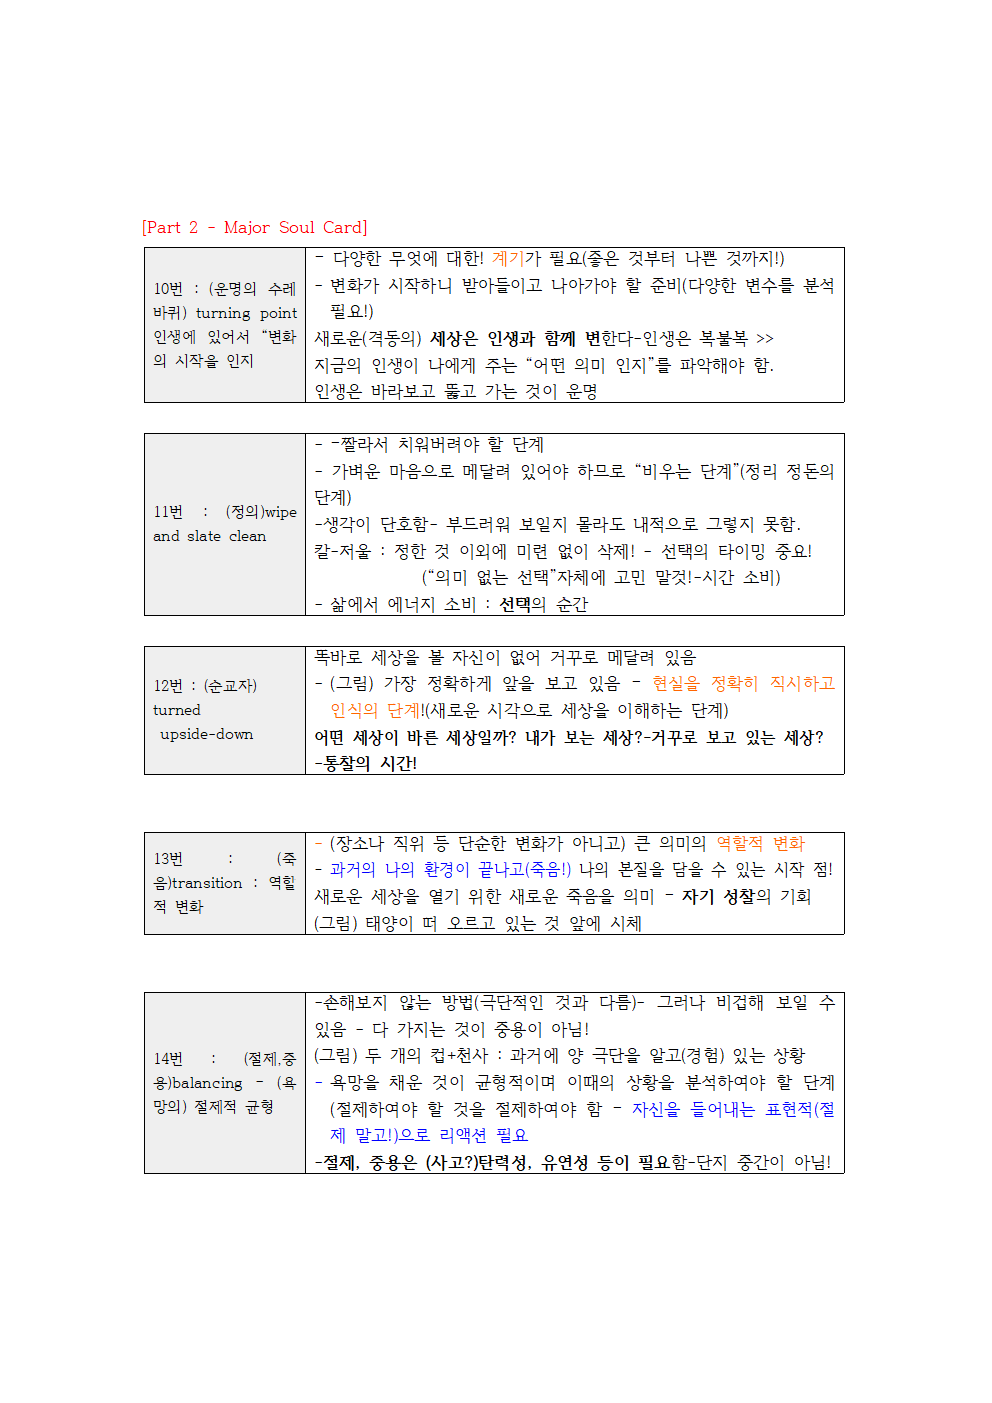 [Part 2 - Major Soul Card]
10번 : (운명의 수레
바퀴) turning point
인생에 있어서 “변화
의 시작을 인지
- 다양한 무엇에 대한! 계기가 필요(좋은 것부터 나쁜 것까지!)
- 변화가 시작하니 받아들이고 나아가야 할 준비(다양한 변수를 분석
필요!)
새로운(격동의) 세상은 인생과 함께 변한다-인생은 복불복 >>
지금의 인생이 나에게 주는 “어떤 의미 인지”를 파악해야 함.
인생은 바라보고 뚫고 가는 것이 운명
11번 : (정의)wipe
and slate clean
- -짤라서 치워버려야 할 단계
- 가벼운 마음으로 메달려 있어야 하므로 “비우는 단계”(정리 정돈의
단계)
-생각이 단호함- 부드러워 보일지 몰라도 내적으로 그렇지 못함.
칼-저울 : 정한 것 이외에 미련 없이 삭제! - 선택의 타이밍 중요!
(“의미 없는 선택”자체에 고민 말것!-시간 소비)
- 삶에서 에너지 소비 : 선택의 순간
12번 : (순교자)
turned
upside-down
똑바로 세상을 볼 자신이 없어 거꾸로 메달려 있음
- (그림) 가장 정확하게 앞을 보고 있음 - 현실을 정확히 직시하고
인식의 단계!(새로운 시각으로 세상을 이해하는 단계)
어떤 세상이 바른 세상일까? 내가 보는 세상?-거꾸로 보고 있는 세상?
-통찰의 시간!
13번 : (죽
음)transition : 역할
적 변화
- (장소나 직위 등 단순한 변화가 아니고) 큰 의미의 역할적 변화
- 과거의 나의 환경이 끝나고(죽음!) 나의 본질을 담을 수 있는 시작 점!
새로운 세상을 열기 위한 새로운 죽음을 의미 - 자기 성찰의 기회
(그림) 태양이 떠 오르고 있는 것 앞에 시체
14번 : (절제,중
용)balancing - (욕
망의) 절제적 균형
-손해보지 않는 방법(극단적인 것과 다름)- 그러나 비겁해 보일 수
있음 - 다 가지는 것이 중용이 아님!
(그림) 두 개의 컵+천사 : 과거에 양 극단을 알고(경험) 있는 상황
- 욕망을 채운 것이 균형적이며 이때의 상황을 분석하여야 할 단계
(절제하여야 할 것을 절제하여야 함 - 자신을 들어내는 표현적(절
제 말고!)으로 리액션 필요
-절제, 중용은 (사고?)탄력성, 유연성 등이 필요함-단지 중간이 아님!